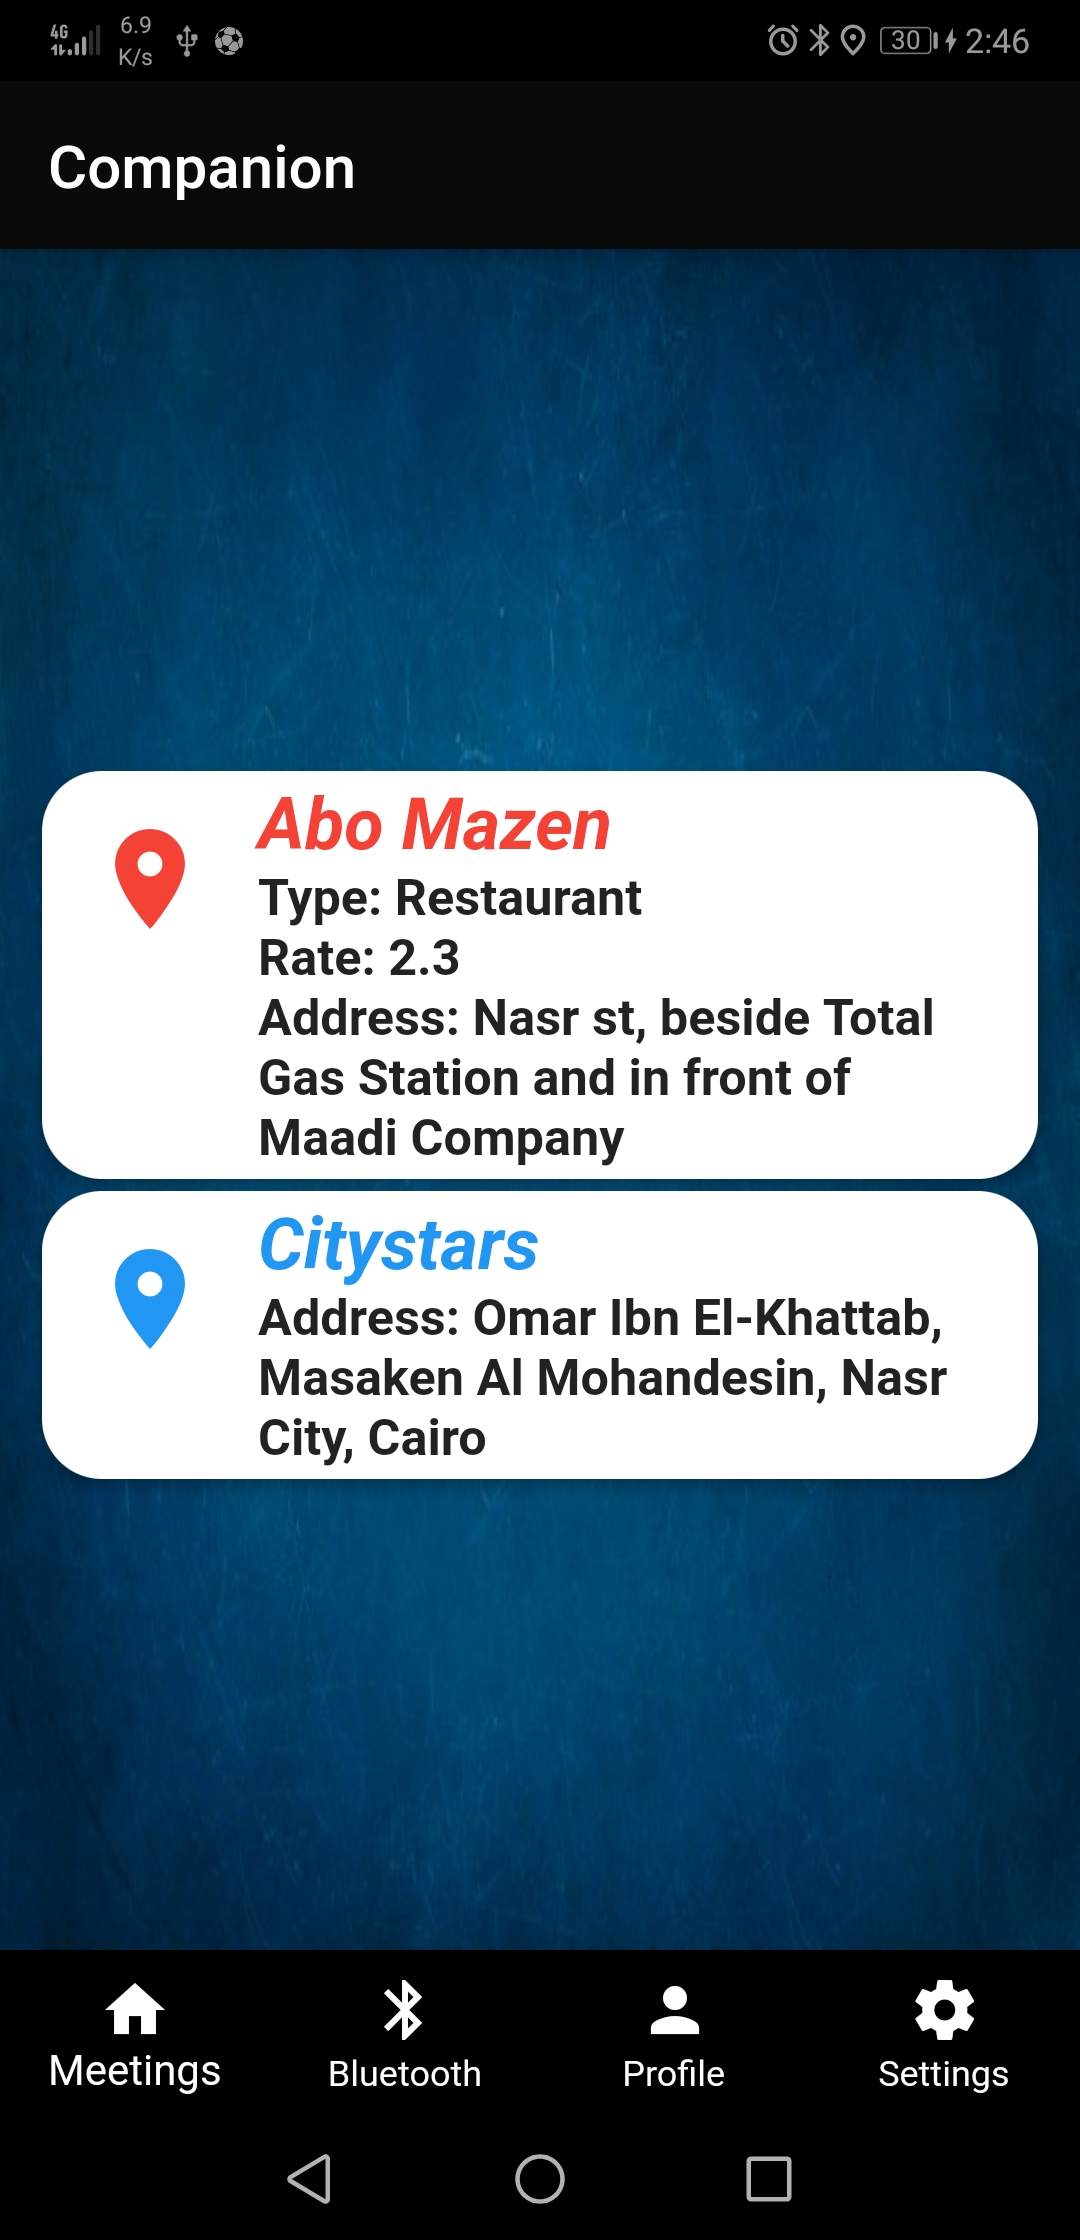 4G 6.9 K/s 30 2:46
Companion
Abo Mazen
Type: Restaurant
Rate: 2.3
Address: Nasr st, beside Total
Gas Station and in front of
Maadi Company
Citystars
Address: Omar Ibn El-Khattab,
Masaken Al Mohandesin, Nasr
City, Cairo
Meetings Bluetooth Profile Settings